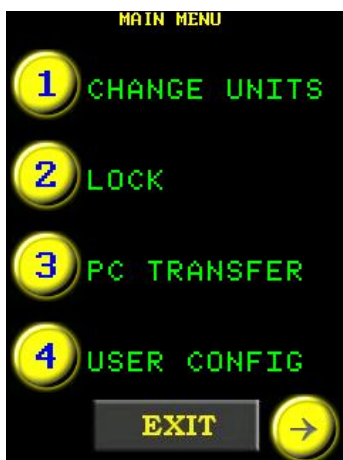 MAIN MENU
1 CHANGE UNITS
2 LOCK
3 PC TRANSFER
4 USER CONFIG
EXIT →